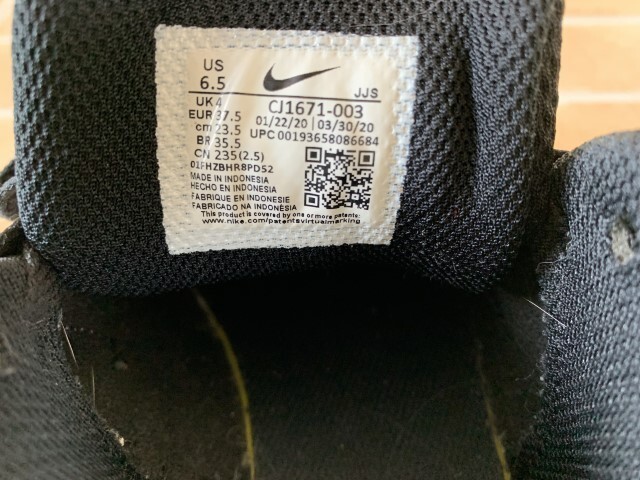 US
6.5
JJS
UK 4
CJ1671-003
EUR 37.5
01/22/20 | 03/30/20
cm 23.5
UPC 00193658086684
BR 35.5
CN 235(2.5)
01FHZBHR8PDS2
MADE IN INDONESIA
HECHO EN INDONESIA
FABRIQUE EN INDONESIE
FABRICADO NA INDONÉSIA
This product is covered by one or more patents:
www.nike.com/patentsvirtualmarking